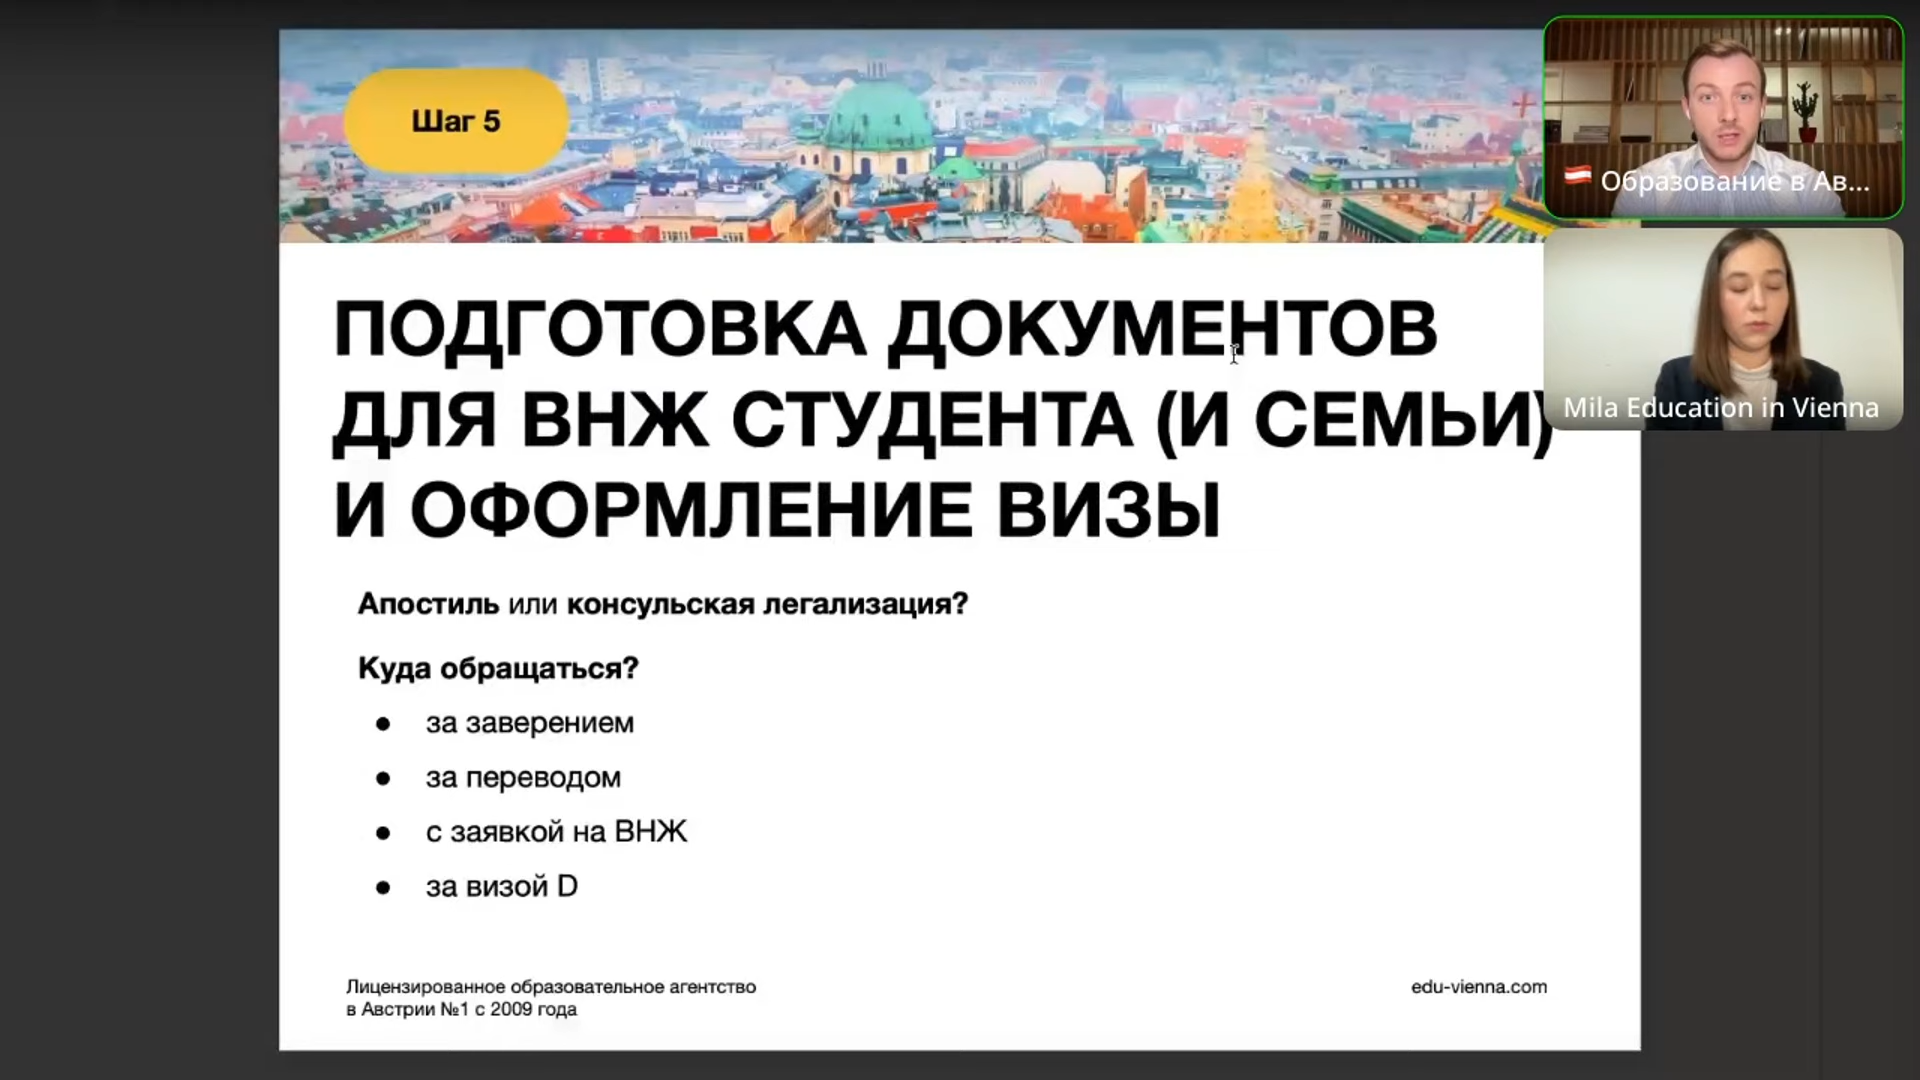 Шаг 5
ПОДГОТОВКА ДОКУМЕНТОВ
ДЛЯ ВНЖ СТУДЕНТА (И СЕМЬИ)
И ОФОРМЛЕНИЕ ВИЗЫ
Апостиль или консульская легализация?
Куда обращаться?
● за заверением
● за переводом
● с заявкой на ВНЖ
● за визой D
Лицензированное образовательное агентство
в Австрии №1 с 2009 года
edu-vienna.com
Образование в Ав...
Mila Education in Vienna